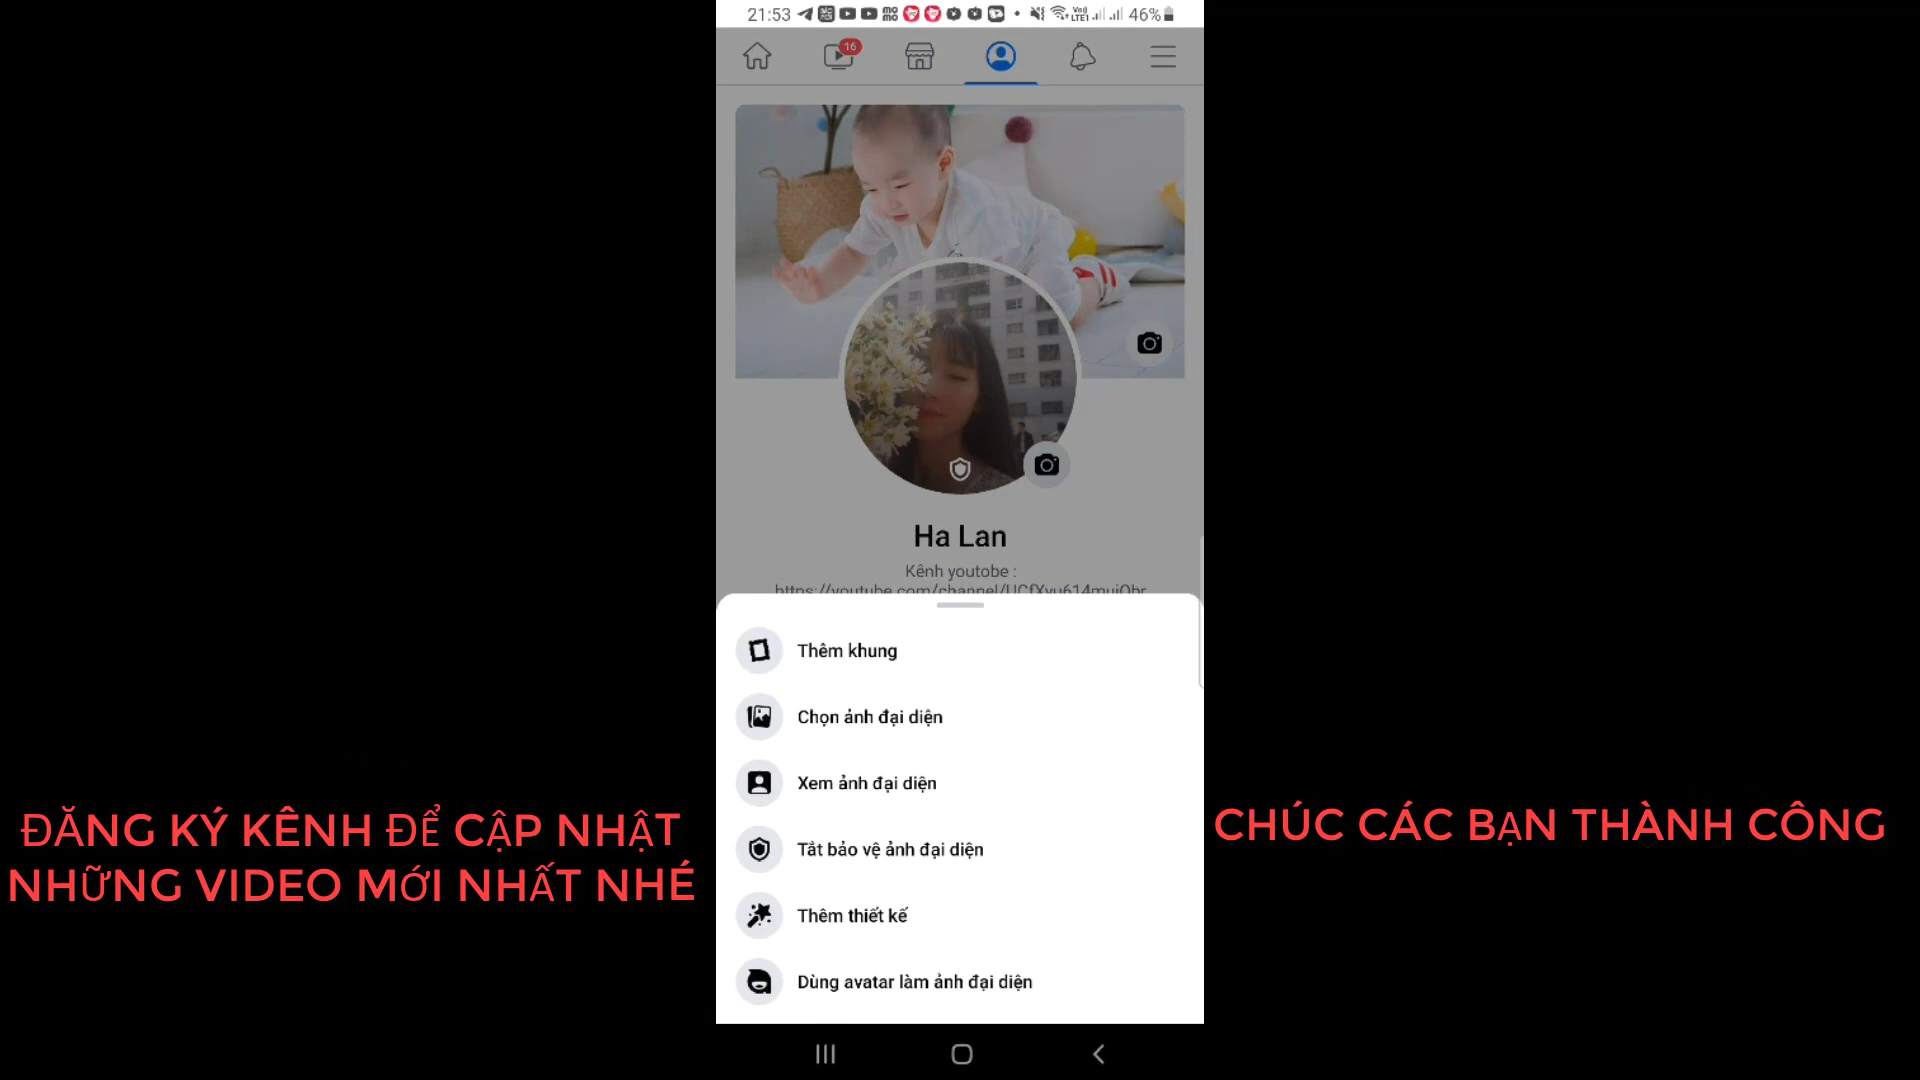 21:53 46%
16
Ha Lan
Kênh youtobe :
Thêm khung
Chọn ảnh đại diện
Xem ảnh đại diện
Tắt bảo vệ ảnh đại diện
Thêm thiết kế
Dùng avatar làm ảnh đại diện
ĐĂNG KÝ KÊNH ĐỂ CẬP NHẬT
NHỮNG VIDEO MỚI NHẤT NHÉ
CHÚC CÁC BẠN THÀNH CÔNG